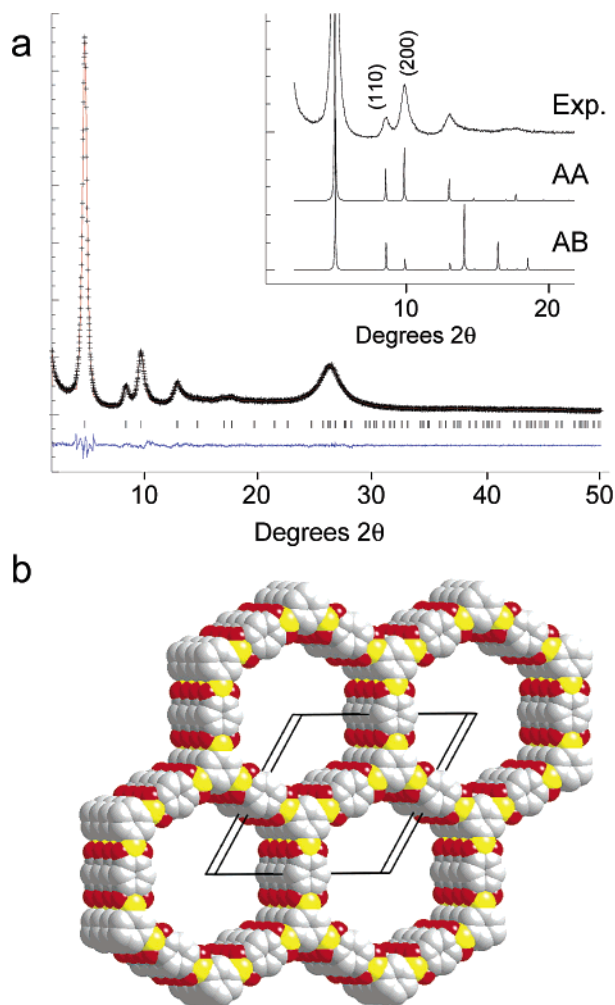 a
(110)
(200)
Exp.
AA
AB
10 20
Degrees 2θ
10 20 30 40 50
Degrees 2θ
b